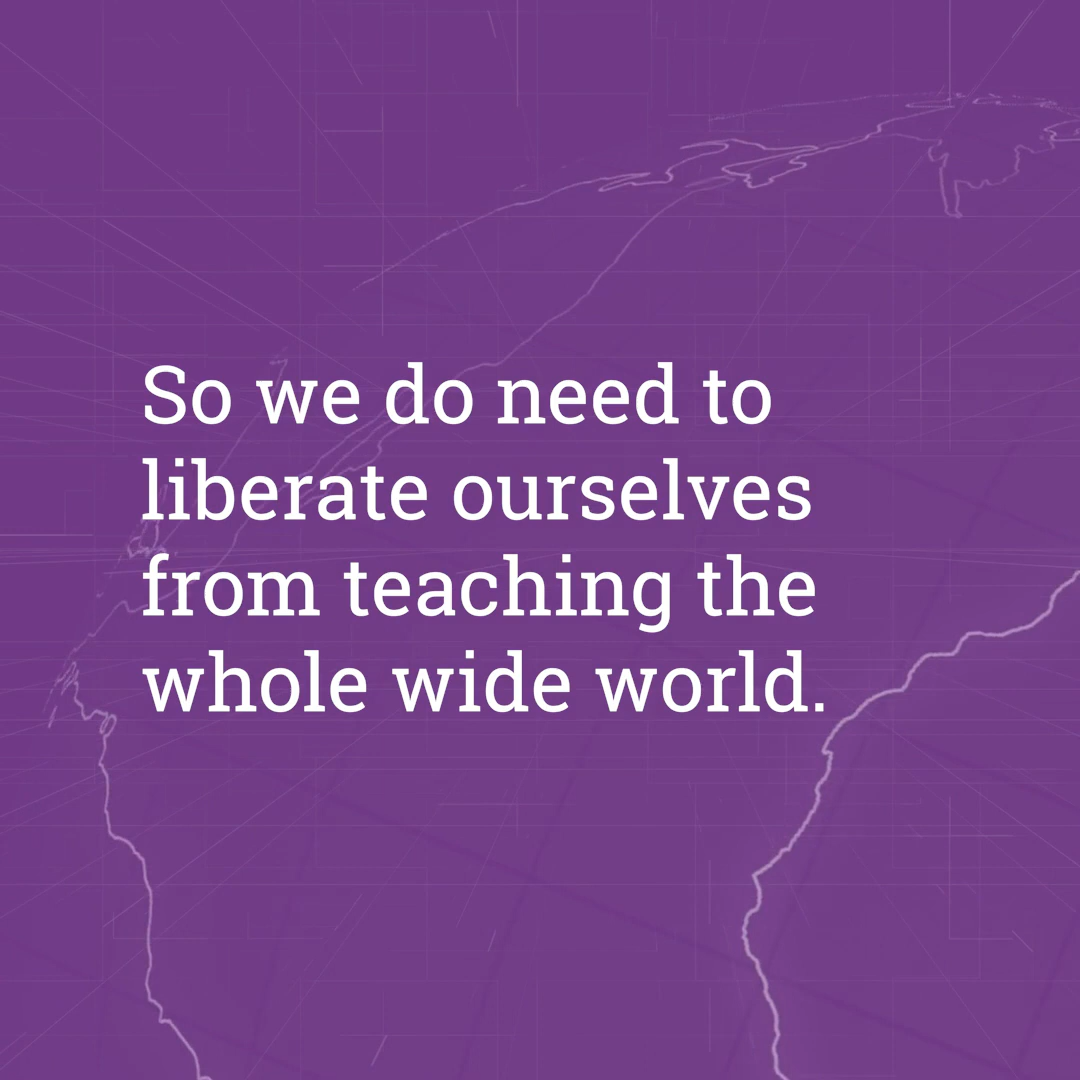 So we do need to
liberate ourselves
from teaching the
whole wide world.